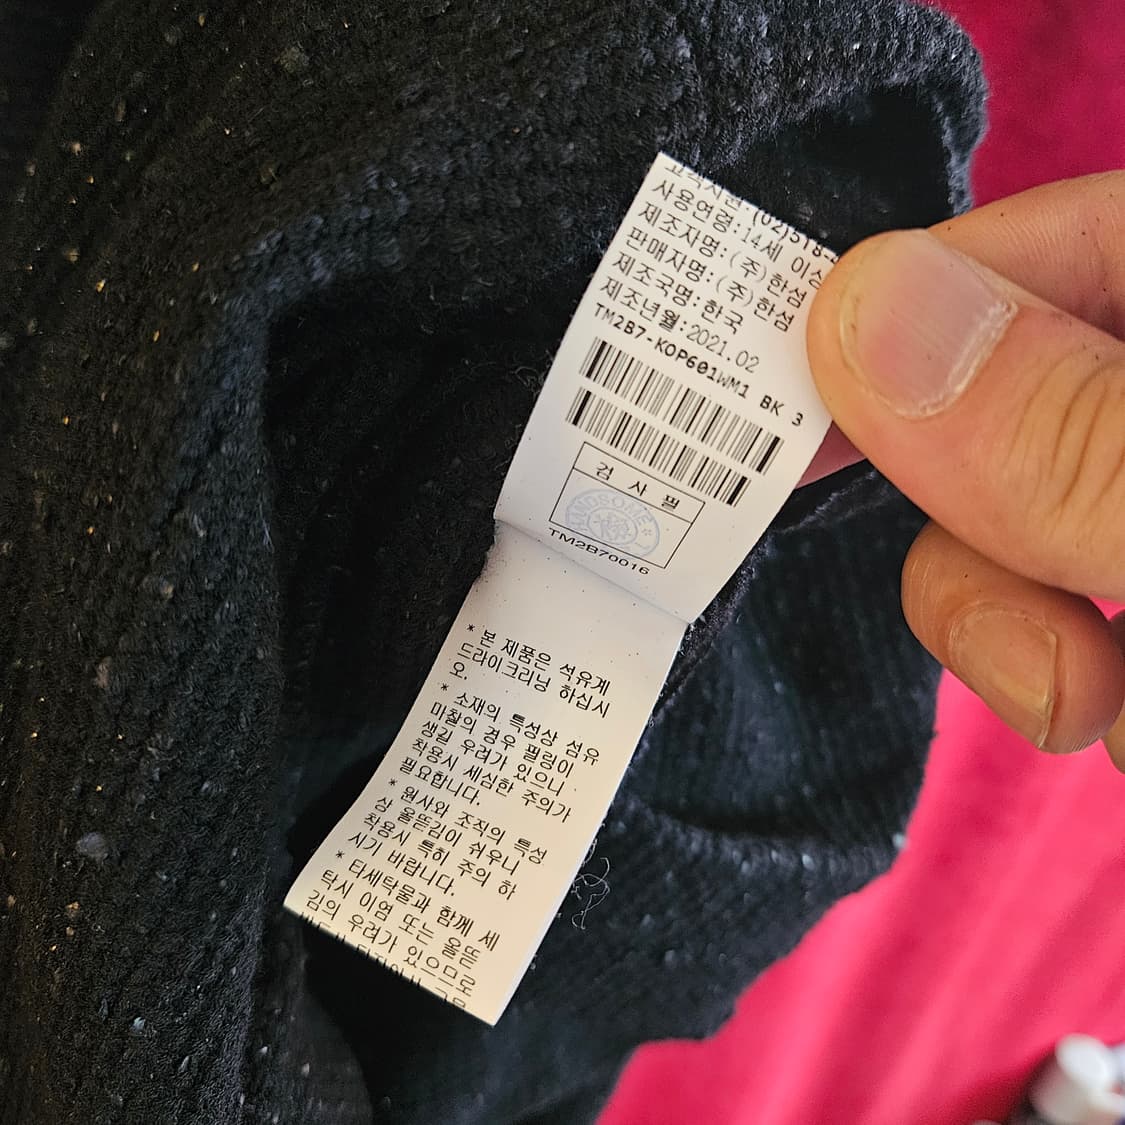 고객지원:(02)518-
사용연령:14세 이상
제조자명:(주)한섬
판매자명:(주)한섬
제조국명:한국
제조년월:2021.02
TM2B7-KOP601WM1 BK 3
검 사 필
HANDSOME
TM2B70016
* 본 제품은 석유계
드라이크리닝 하십시
오.
* 소재의 특성상 섬유
마찰의 경우 필링이
생길 우려가 있으니
착용시 세심한 주의가
필요합니다.
* 원사와 조직의 특성
상 올뜯김이 쉬우니
착용시 특히 주의 하
시기 바랍니다.
* 타세탁물과 함께 세
탁시 이염 또는 올뜯
김의 우려가 있으므로